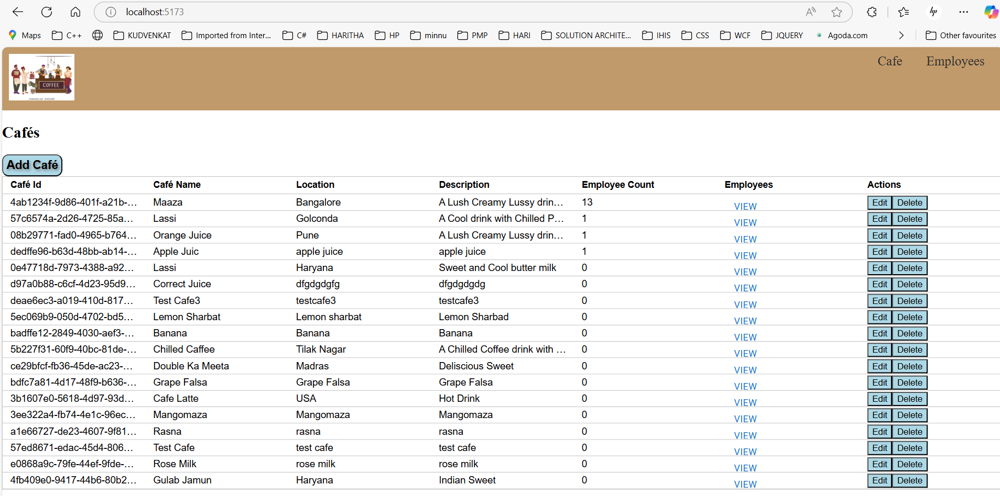 localhost:5173
Maps C++ KUDVENKAT Imported from Inter... C# HARITHA HP minnu PMP HARI SOLUTION ARCHITE... IHIS CSS WCF JQUERY Agoda.com Other favourites
COFFEE
Cafe Employees
Cafés
Add Café
Café Id Café Name Location Description Employee Count Employees Actions
4ab1234f-9d86-401f-a21b-... Maaza Bangalore A Lush Creamy Lussy drin... 13 VIEW Edit Delete
57c6574a-2d26-4725-85a... Lassi Golconda A Cool drink with Chilled P... 1 VIEW Edit Delete
08b29771-fad0-4965-b764... Orange Juice Pune A Lush Creamy Lussy drin... 1 VIEW Edit Delete
dedffe96-b63d-48bb-ab14-... Apple Juic apple juice apple juice 1 VIEW Edit Delete
0e47718d-7973-4388-a92... Lassi Haryana Sweet and Cool butter milk 0 VIEW Edit Delete
d97a0b88-c6cf-4d23-95d9... Correct Juice dfgdgdgfg dfgdgdgdg 0 VIEW Edit Delete
deae6ec3-a019-410d-817... Test Cafe3 testcafe3 testcafe3 0 VIEW Edit Delete
5ec069b9-050d-4702-bd5... Lemon Sharbat Lemon sharbat Lemon Sharbad 0 VIEW Edit Delete
badffe12-2849-4030-aef3-... Banana Banana Banana 0 VIEW Edit Delete
5b227f31-60f9-40bc-81de-... Chilled Caffee Tilak Nagar A Chilled Coffee drink with ... 0 VIEW Edit Delete
ce29bfcf-fb36-45de-ac23-... Double Ka Meeta Madras Deliscious Sweet 0 VIEW Edit Delete
bdfc7a81-4d17-48f9-b636-... Grape Falsa Grape Falsa Grape Falsa 0 VIEW Edit Delete
3b1607e0-5618-4d97-93d... Cafe Latte USA Hot Drink 0 VIEW Edit Delete
3ee322a4-fb74-4e1c-96ec... Mangomaza Mangomaza Mangomaza 0 VIEW Edit Delete
a1e66727-de23-4607-9f81... Rasna rasna rasna 0 VIEW Edit Delete
57ed8671-edac-45d4-806... Test Cafe test cafe test cafe 0 VIEW Edit Delete
e0868a9c-79fe-44ef-9fde-... Rose Milk rose milk rose milk 0 VIEW Edit Delete
4fb409e0-9417-44b6-80b2... Gulab Jamun Haryana Indian Sweet 0 VIEW Edit Delete